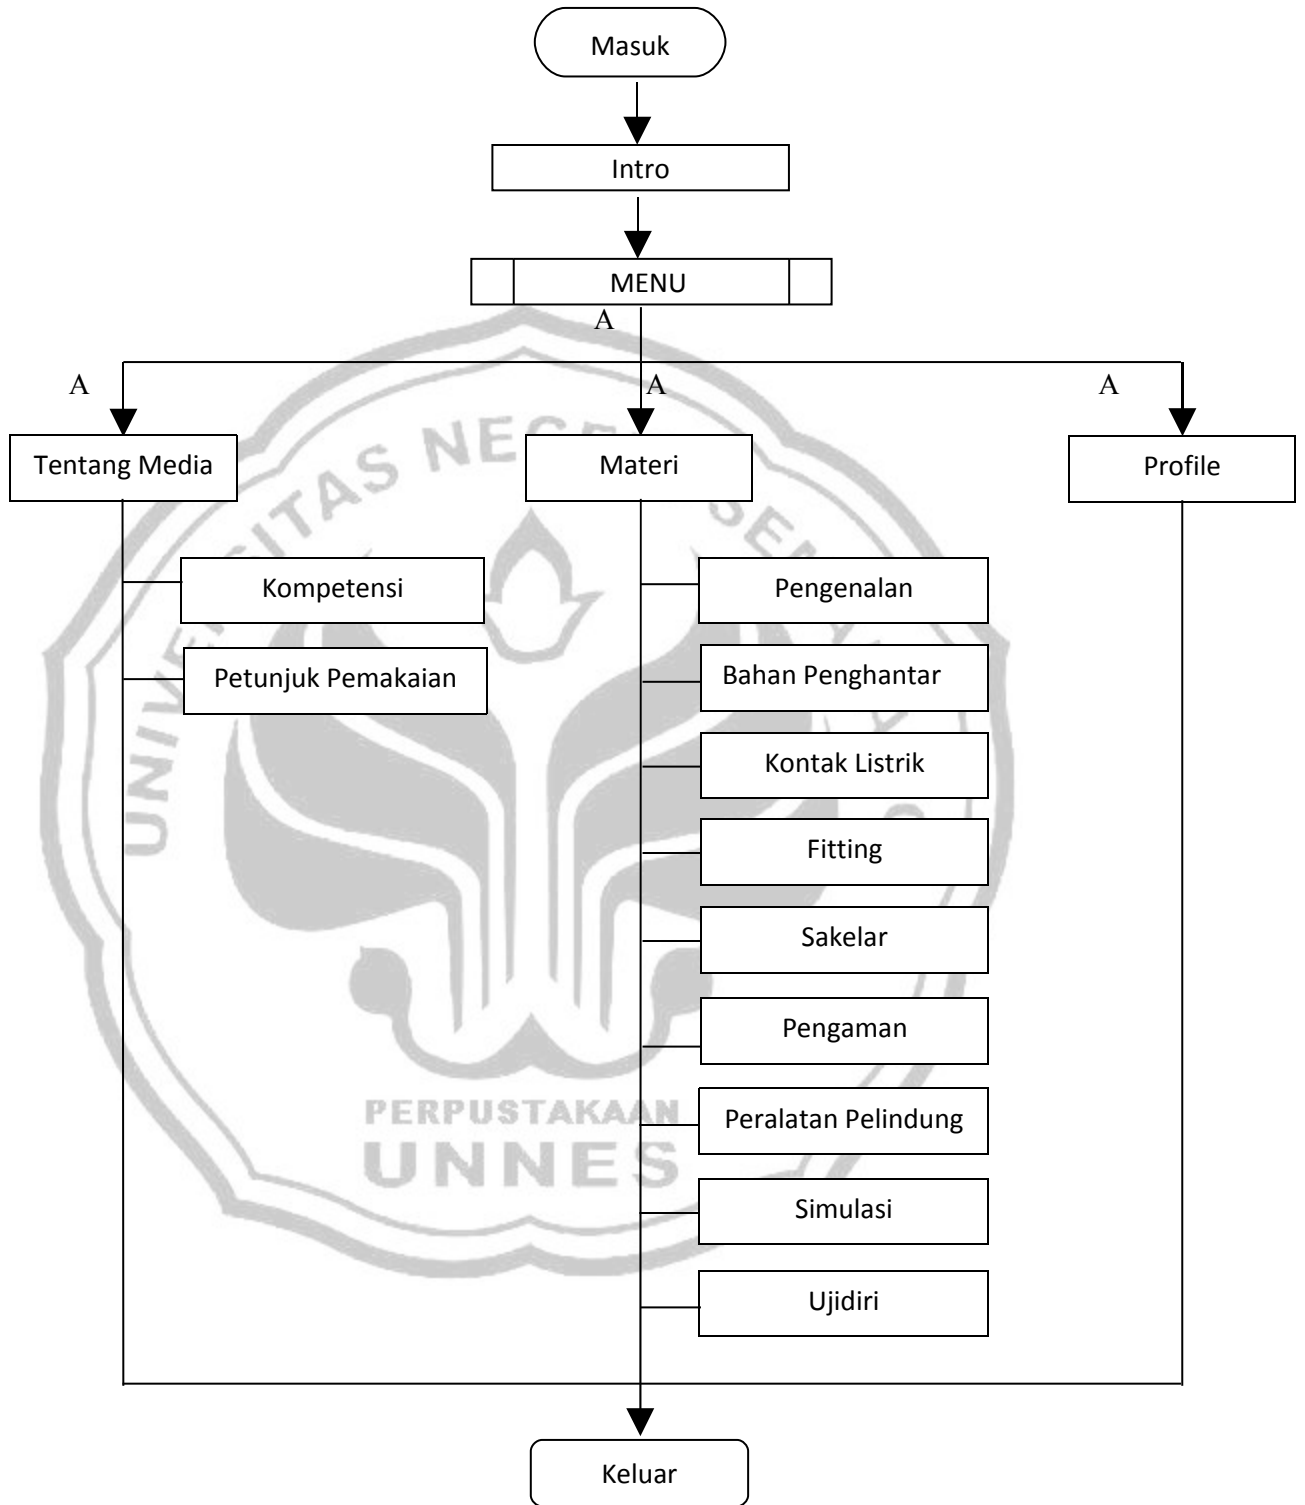 Masuk
Intro
MENU
A
A
A
A
Tentang Media
Materi
Profile
Kompetensi
Petunjuk Pemakaian
Pengenalan
Bahan Penghantar
Kontak Listrik
Fitting
Sakelar
Pengaman
Peralatan Pelindung
Simulasi
Ujidiri
Keluar
PERPUSTAKAAN
UNNES